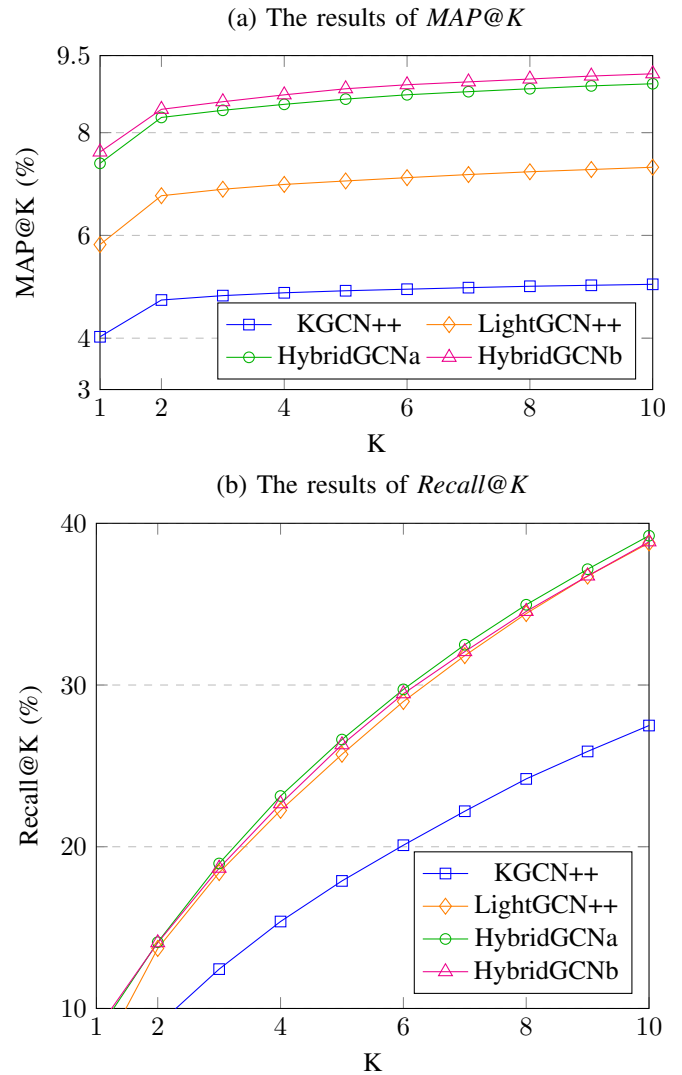 (a) The results of MAP@K
9.5
8
6
4
3
MAP@K (%)
KGCN++ LightGCN++
HybridGCNa HybridGCNb
1 2 4 6 8 10
K
(b) The results of Recall@K
40
30
20
10
Recall@K (%)
KGCN++
LightGCN++
HybridGCNa
HybridGCNb
1 2 4 6 8 10
K